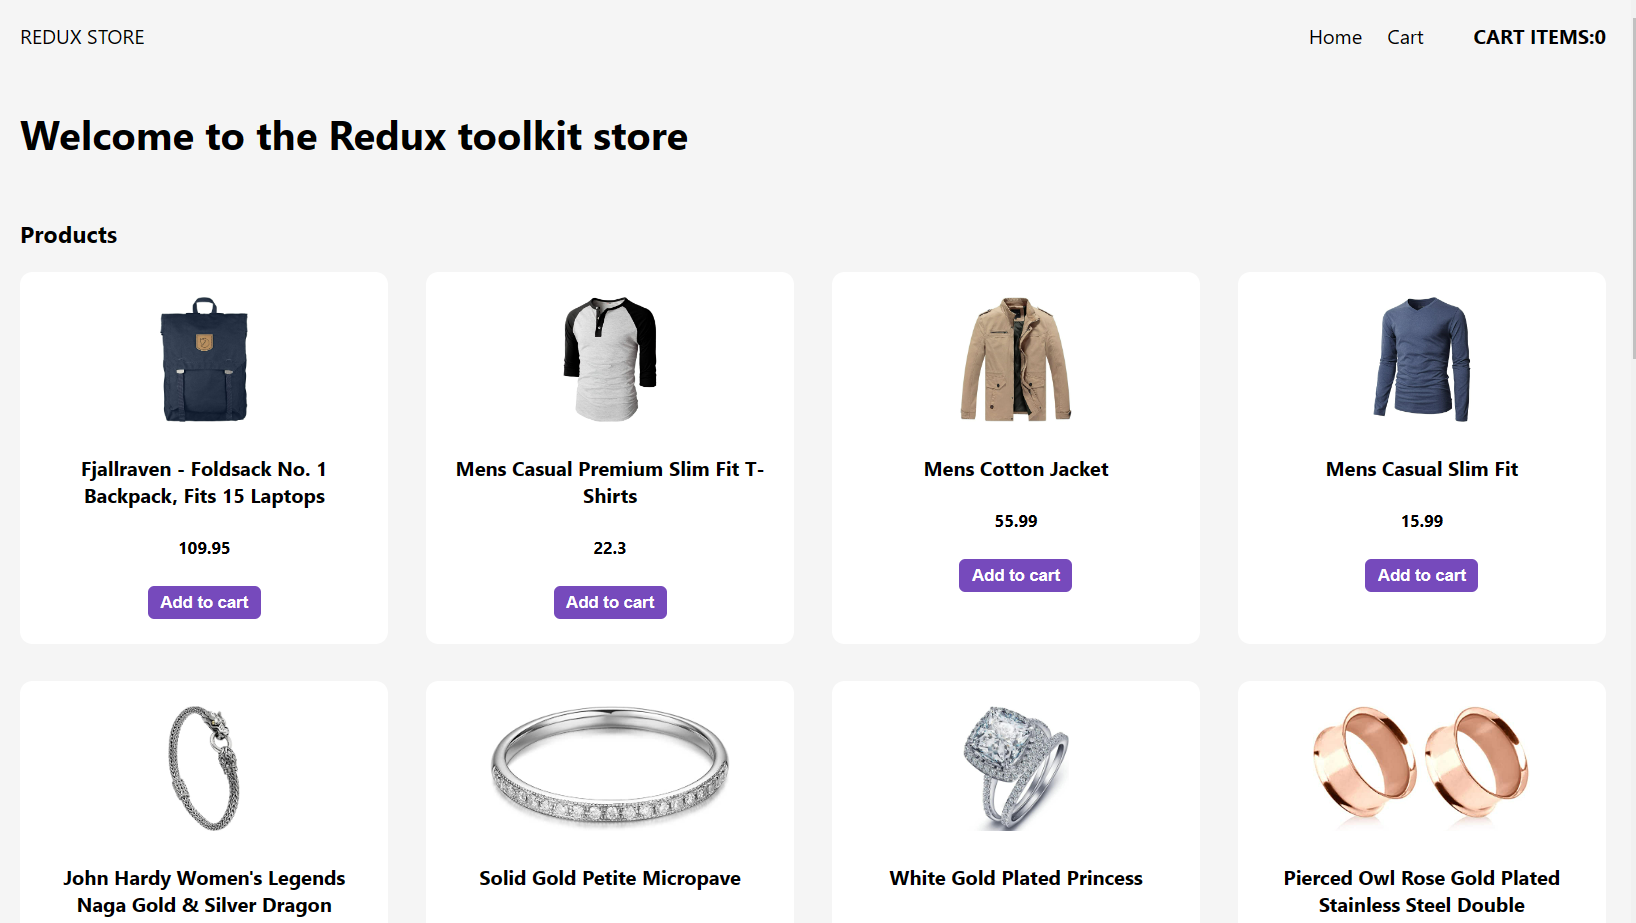 REDUX STORE
Home Cart CART ITEMS:0
Welcome to the Redux toolkit store
Products
Fjallraven - Foldsack No. 1
Backpack, Fits 15 Laptops
109.95
Add to cart
Mens Casual Premium Slim Fit T-
Shirts
22.3
Add to cart
Mens Cotton Jacket
55.99
Add to cart
Mens Casual Slim Fit
15.99
Add to cart
John Hardy Women's Legends
Naga Gold & Silver Dragon
Solid Gold Petite Micropave
White Gold Plated Princess
Pierced Owl Rose Gold Plated
Stainless Steel Double